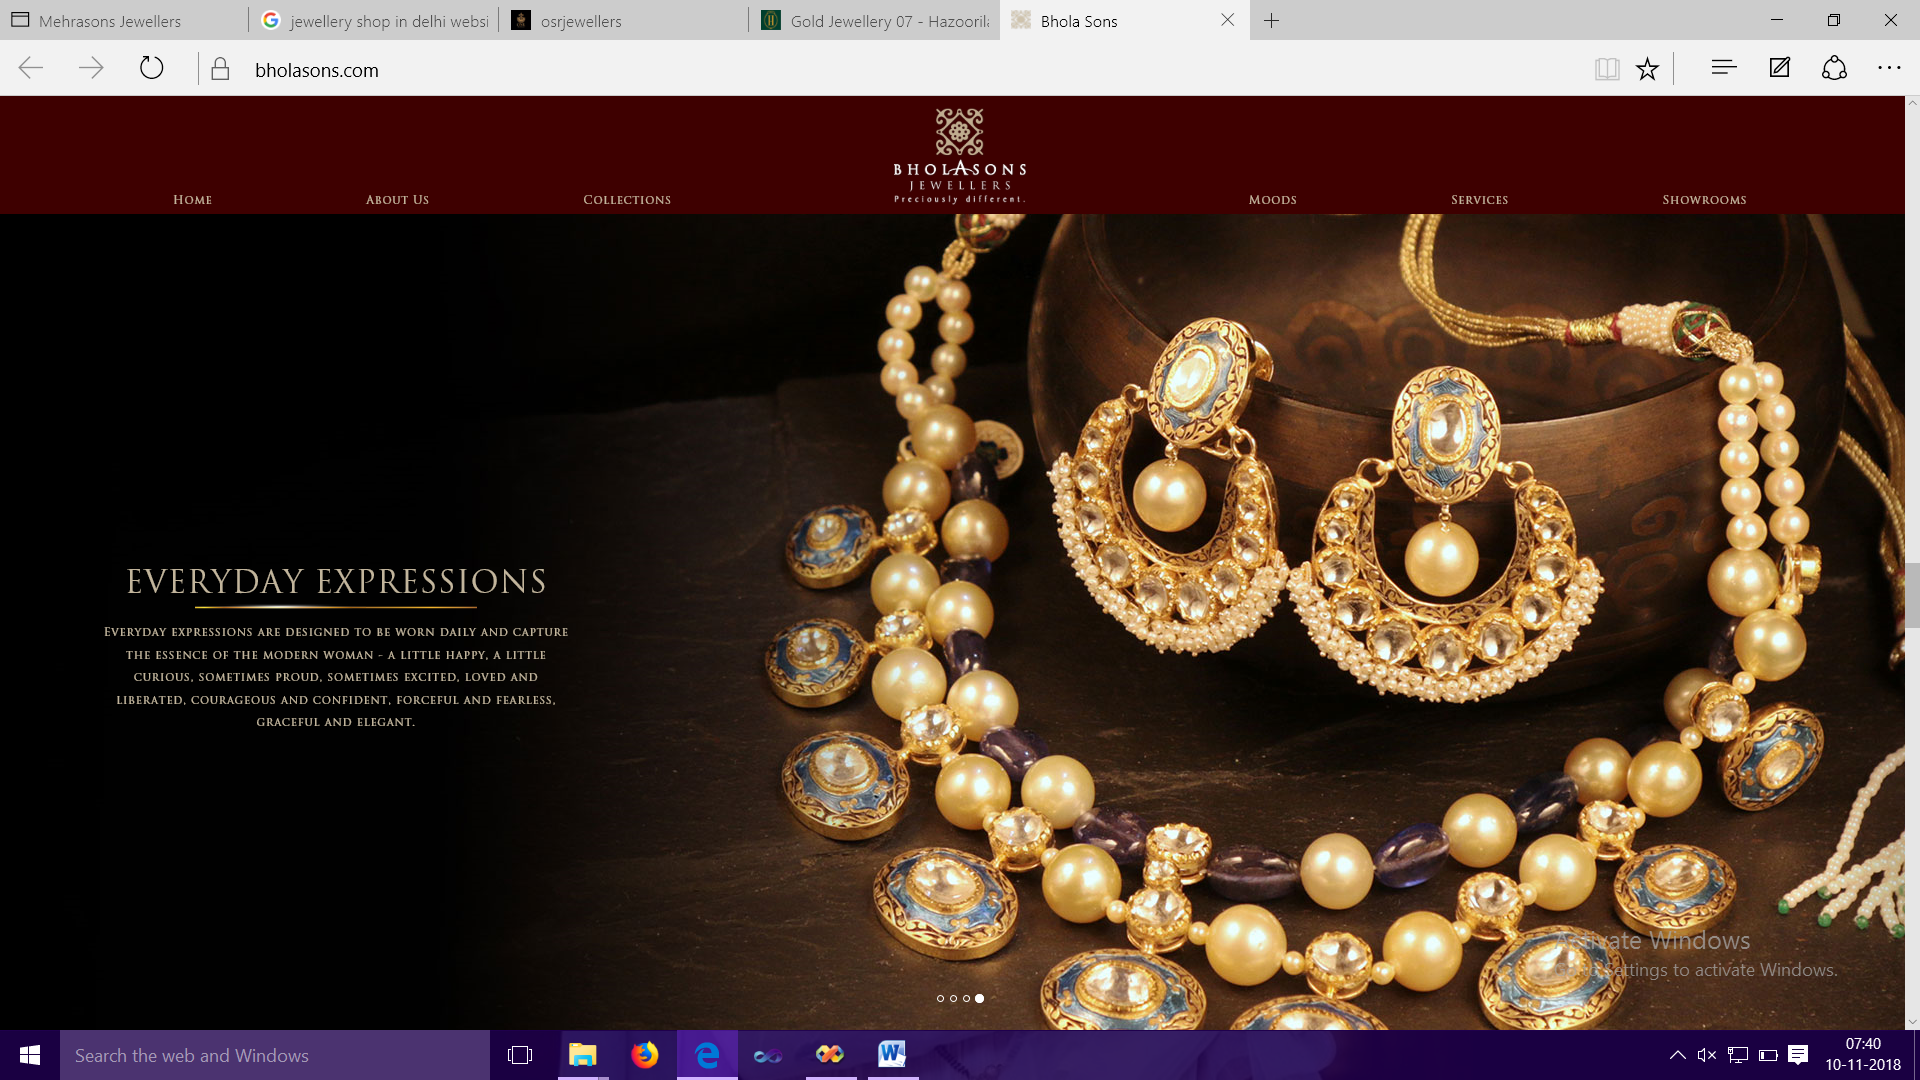 Mehrasons Jewellers
jewellery shop in delhi websi
osrjewellers
Gold Jewellery 07 - Hazooril
Bhola Sons
bholasons.com
BHOLASONS
JEWELLERS
Preciously different.
Home
About Us
Collections
Moods
Services
Showrooms
EVERYDAY EXPRESSIONS
Everyday expressions are designed to be worn daily and capture
the essence of the modern woman - a little happy, a little
curious, sometimes proud, sometimes excited, loved and
liberated, courageous and confident, forceful and fearless,
graceful and elegant.
Activate Windows
Go to Settings to activate Windows.
Search the web and Windows
07:40
10-11-2018